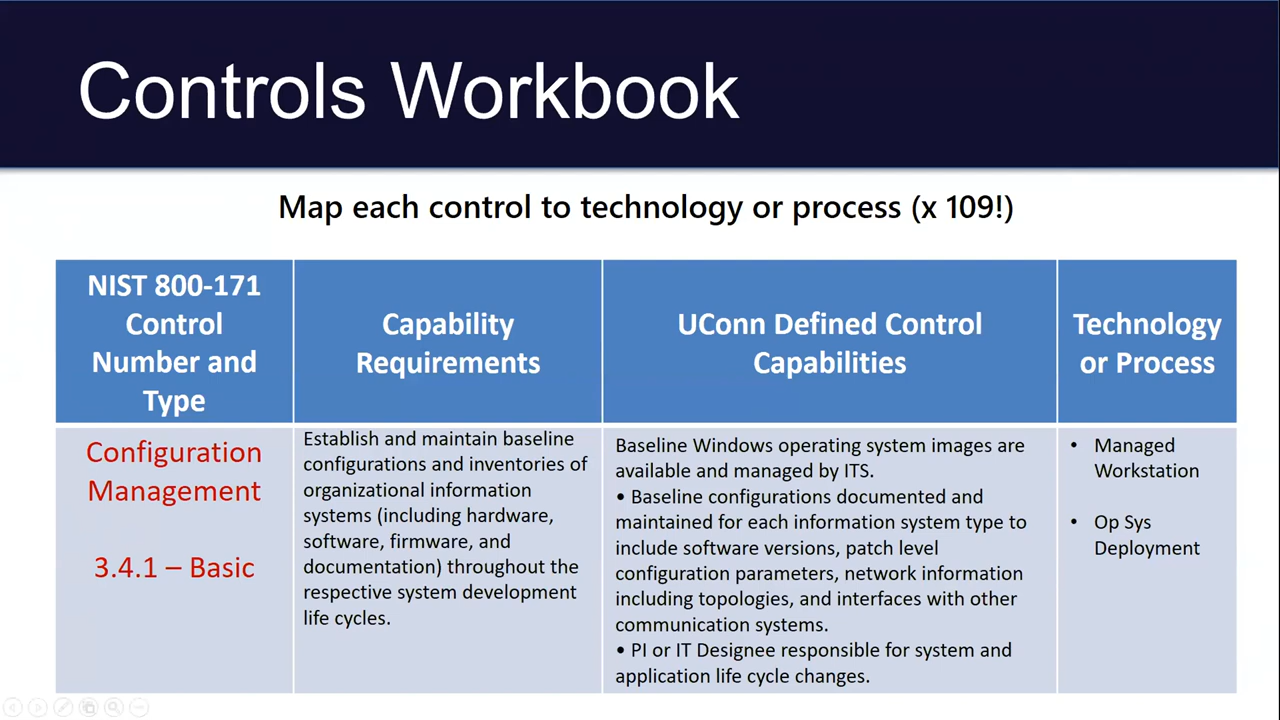 Controls Workbook
Map each control to technology or process (x 109!)
NIST 800-171
Control
Number and
Type
Capability
Requirements
UConn Defined Control
Capabilities
Technology
or Process
Configuration
Management
3.4.1 – Basic
Establish and maintain baseline
configurations and inventories of
organizational information
systems (including hardware,
software, firmware, and
documentation) throughout the
respective system development
life cycles.
Baseline Windows operating system images are
available and managed by ITS.
• Baseline configurations documented and
maintained for each information system type to
include software versions, patch level
configuration parameters, network information
including topologies, and interfaces with other
communication systems.
• PI or IT Designee responsible for system and
application life cycle changes.
• Managed
Workstation
• Op Sys
Deployment